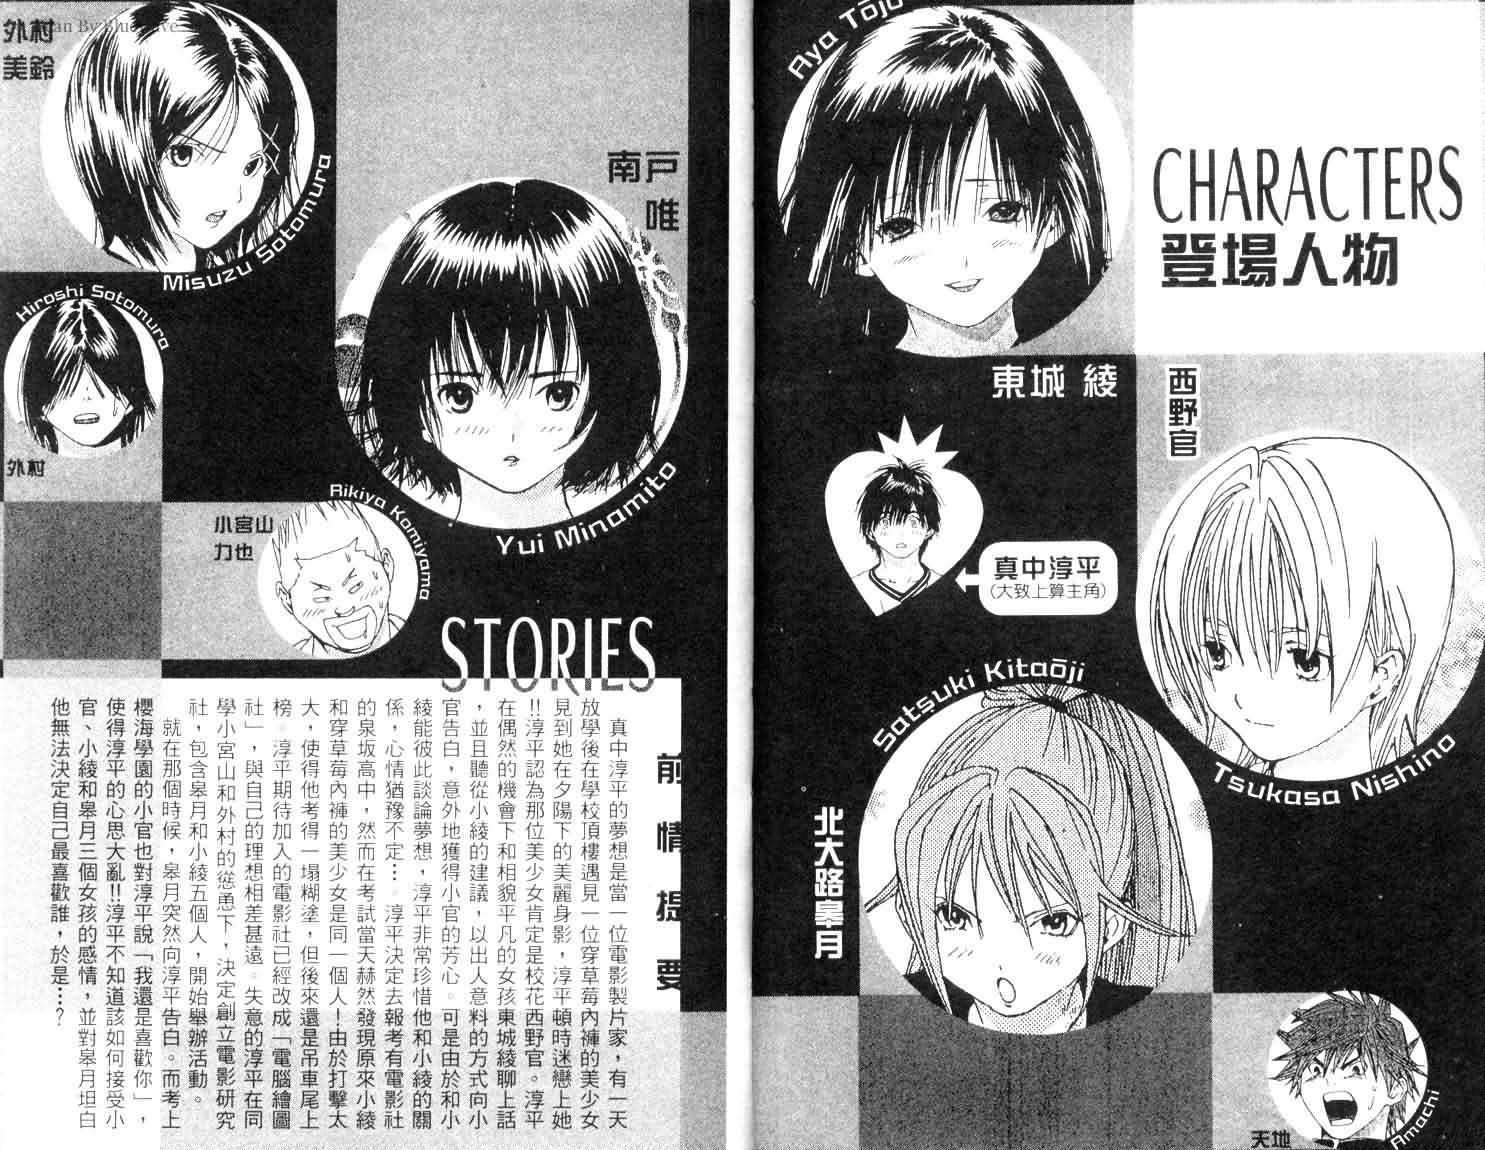 CHARACTERS
登場人物
Aya Tōjō
東城 綾
西野官
Tsukasa Nishino
真中淳平
(大致上算主角)
Satsuki Kitaōji
北大路皋月
天地
Amachi
外村
美鈴
Misuzu Sotomura
南戸
唯
Yui Minamito
Hiroshi Sotomura
外村
小宮山
力也
Rikiya Komiyama
STORIES
前情提要
真中淳平的夢想是當一位電影製片家，有一天
放學後在學校頂樓遇見一位穿草莓內褲的美少女
見到她在夕陽下的美麗身影，淳平頓時迷戀上她
!!淳平認為那位美少女肯定是校花西野官。淳平
在偶然的機會下和相貌平凡的女孩東城綾聊上話
，並且聽從小綾的建議，以出人意料的方式向小
官告白，意外地獲得小官的芳心。可是由於和小
綾能彼此談論夢想，淳平非常珍惜他和小綾的關
係，心情猶豫不定…。淳平決定去報考有電影社
的泉坂高中，然而在考試當天赫然發現原來小綾
和穿草莓內褲的美少女是同一個人!由於打擊太
大，使得他考得一塌糊塗，但後來還是吊車尾上
榜。淳平期待加入的電影社已經改成「電腦繪圖
社」，與自己的理想相差甚遠。失意的淳平在同
學小宮山和外村的慫恿下，決定創立電影研究
社，包含皋月和小綾五個人，開始舉辦活動。
就在那個時候，皋月突然向淳平告白。而考上
櫻海學園的小官也對淳平說「我還是喜歡你」，
使得淳平的心思大亂!!淳平不知道該如何接受小
官、小綾和皋月三個女孩的感情，並對皋月坦白
他無法決定自己最喜歡誰，於是…?